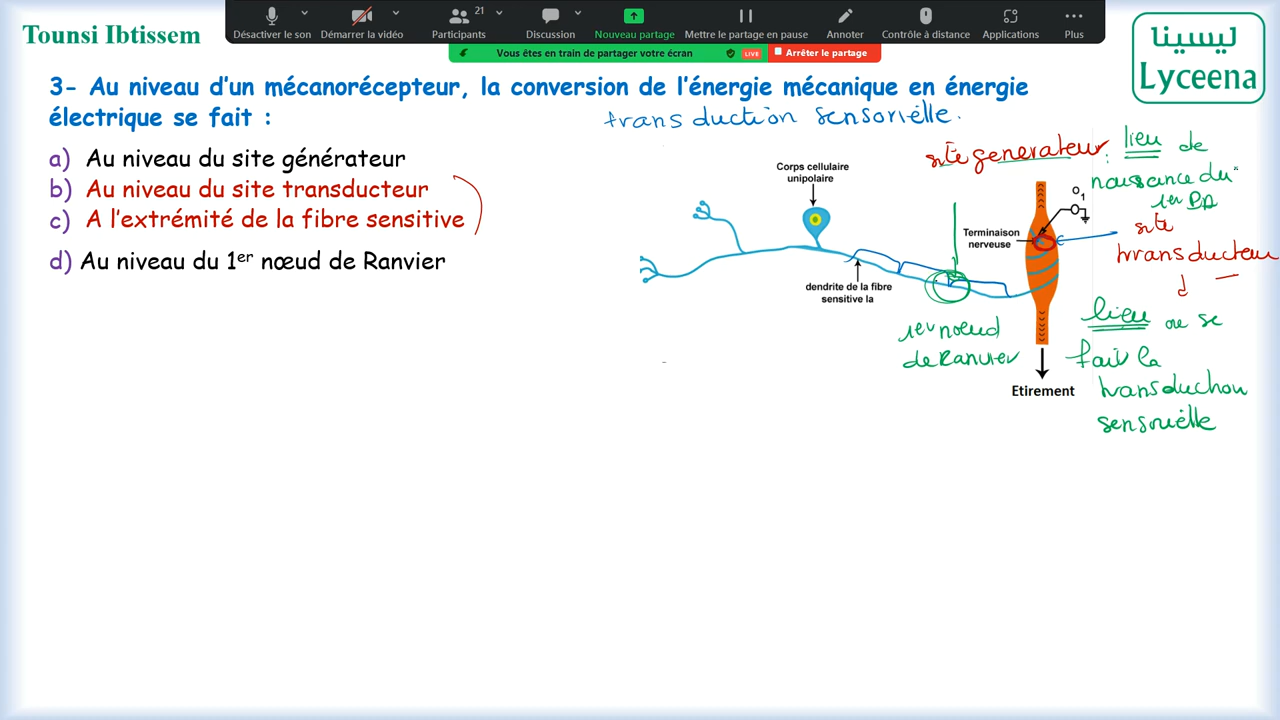 Tounsi Ibtissem
Désactiver le son
Démarrer la vidéo
21
Participants
Discussion
Nouveau partage
Mettre le partage en pause
Annoter
Contrôle à distance
Applications
Plus
Vous êtes en train de partager votre écran
LIVE
Arrêter le partage
ليسينا
Lyceena
3- Au niveau d'un mécanorécepteur, la conversion de l'énergie mécanique en énergie
électrique se fait :
transduction sensorielle.
a) Au niveau du site générateur
b) Au niveau du site transducteur
c) A l'extrémité de la fibre sensitive
d) Au niveau du 1er nœud de Ranvier
Corps cellulaire
unipolaire
dendrite de la fibre
sensitive Ia
Terminaison
nerveuse
O1
Etirement
site generateur :
lieu de
naissance du
1er PA
site
transducteur
lieu ou se
fait la
transduction
sensorielle
1er noeud
de Ranvier